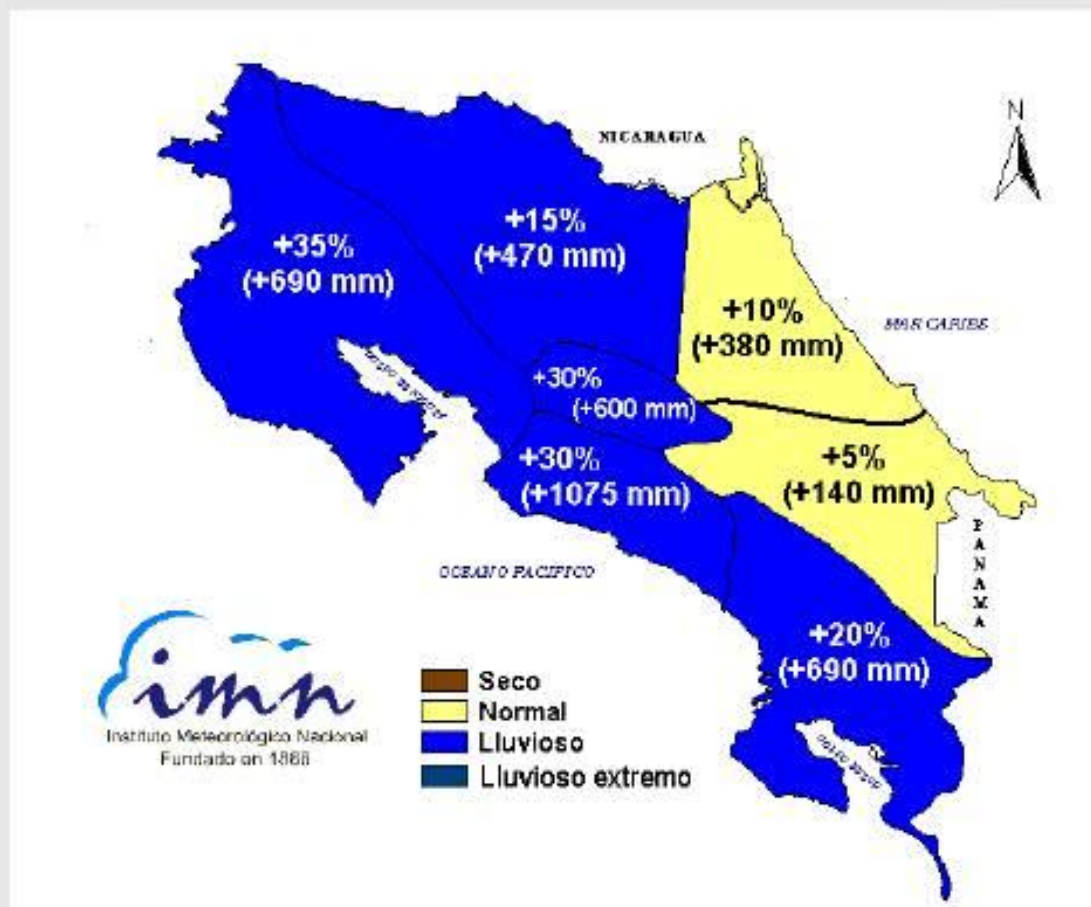 NICARAGUA
N
+15%
(+470 mm)
+35%
(+690 mm)
+10%
(+380 mm)
MAR CARIBE
+30%
(+600 mm)
+30%
(+1075 mm)
+5%
(+140 mm)
PANAMA
OCEANO PACIFICO
+20%
(+690 mm)
imn
Instituto Meteorológico Nacional
Fundado en 1888
Seco
Normal
Lluvioso
Lluvioso extremo